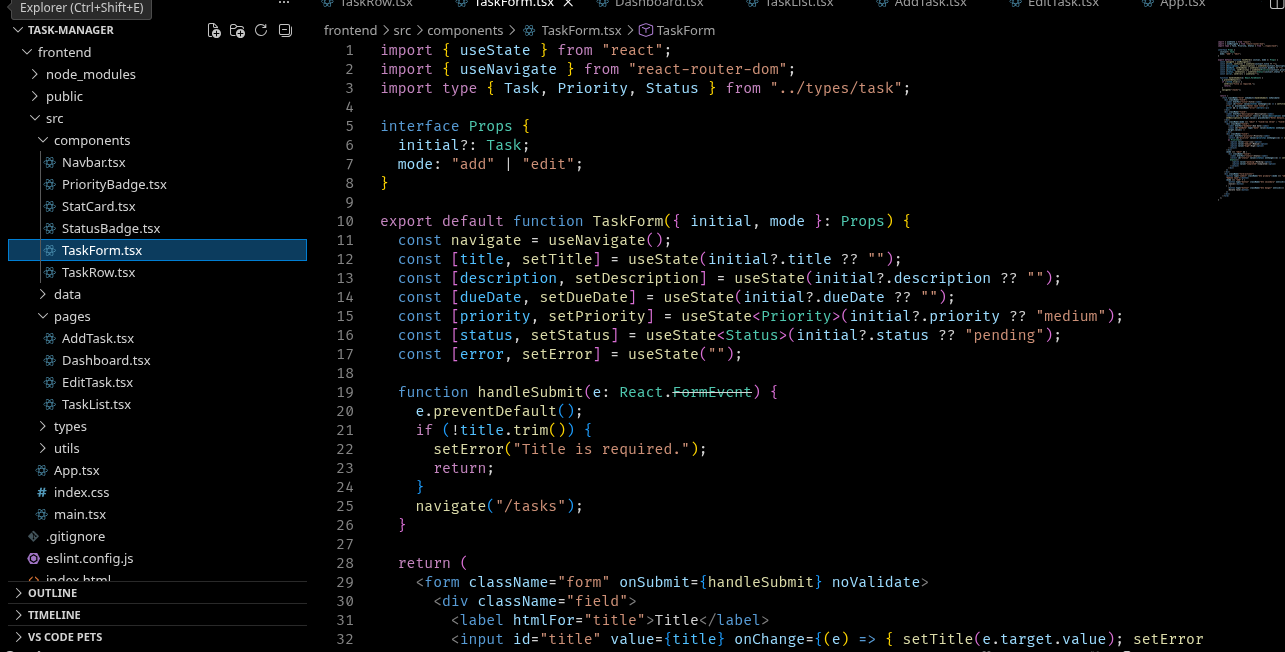 Explorer (Ctrl+Shift+E)
TaskRow.tsx
TaskForm.tsx
Dashboard.tsx
TaskList.tsx
AddTask.tsx
EditTask.tsx
App.tsx
TASK-MANAGER
frontend
node_modules
public
src
components
Navbar.tsx
PriorityBadge.tsx
StatCard.tsx
StatusBadge.tsx
TaskForm.tsx
TaskRow.tsx
data
pages
AddTask.tsx
Dashboard.tsx
EditTask.tsx
TaskList.tsx
types
utils
App.tsx
index.css
main.tsx
.gitignore
eslint.config.js
index.html
OUTLINE
TIMELINE
VS CODE PETS
frontend > src > components > TaskForm.tsx > TaskForm
1 import { useState } from "react";
2 import { useNavigate } from "react-router-dom";
3 import type { Task, Priority, Status } from "../types/task";
4
5 interface Props {
6   initial?: Task;
7   mode: "add" | "edit";
8 }
9
10 export default function TaskForm({ initial, mode }: Props) {
11   const navigate = useNavigate();
12   const [title, setTitle] = useState(initial?.title ?? "");
13   const [description, setDescription] = useState(initial?.description ?? "");
14   const [dueDate, setDueDate] = useState(initial?.dueDate ?? "");
15   const [priority, setPriority] = useState<Priority>(initial?.priority ?? "medium");
16   const [status, setStatus] = useState<Status>(initial?.status ?? "pending");
17   const [error, setError] = useState("");
18
19   function handleSubmit(e: React.FormEvent) {
20     e.preventDefault();
21     if (!title.trim()) {
22       setError("Title is required.");
23       return;
24     }
25     navigate("/tasks");
26   }
27
28   return (
29     <form className="form" onSubmit={handleSubmit} noValidate>
30       <div className="field">
31         <label htmlFor="title">Title</label>
32         <input id="title" value={title} onChange={(e) => { setTitle(e.target.value); setError